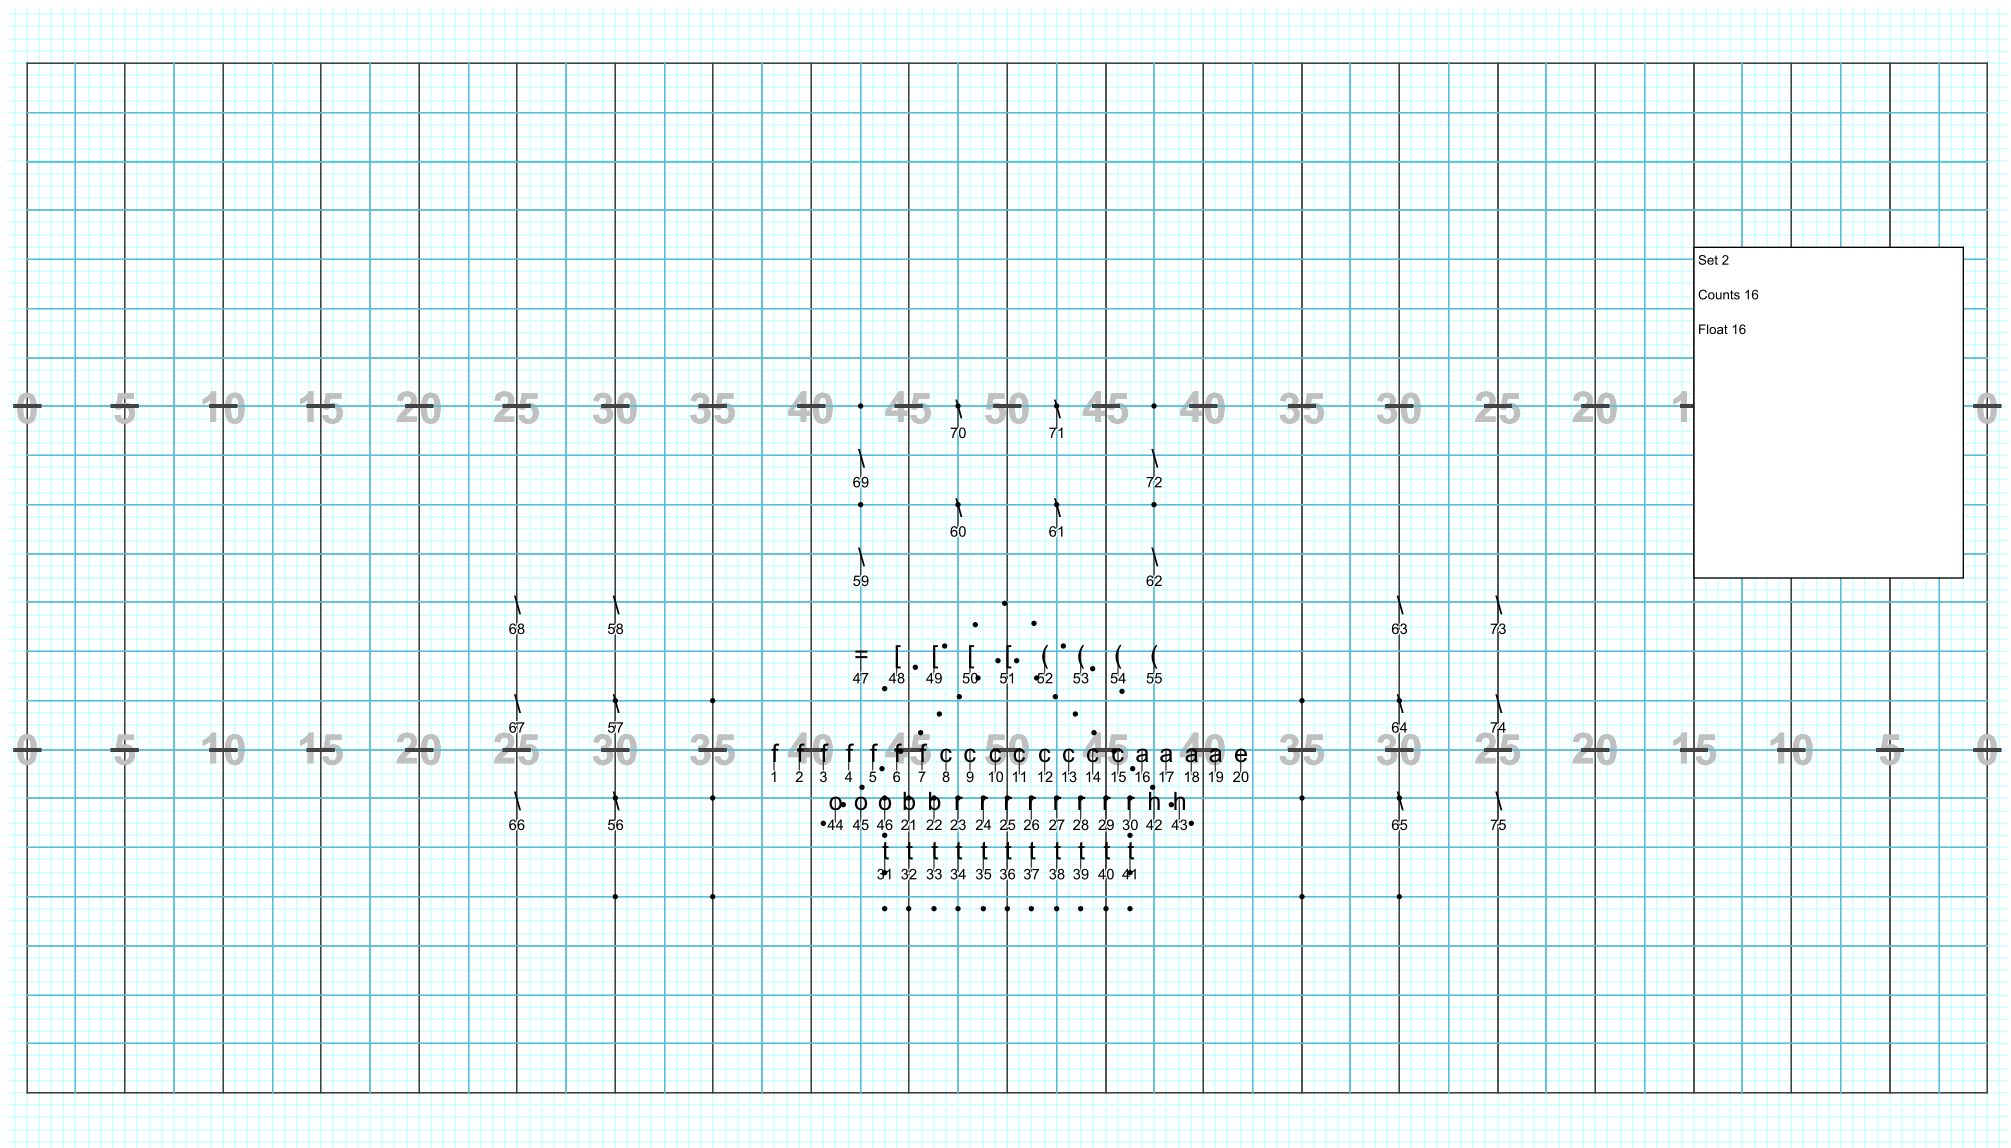 Set 2
Counts 16
Float 16
0 5 10 15 20 25 30 35 40 45 50 45 40 35 30 25 20 1 0
70 71
69 72
60 61
59 62
\ \ \ \
68 58 63 73
= [ [ [ [ ( ( ( (
47 48 49 50 51 52 53 54 55
\ \ \ \
67 57 64 74
0 5 10 15 20 25 30 35 40 45 50 45 40 35 30 25 20 15 10 5 0
f f f f f f f c c c c c c c c a a a a e
1 2 3 4 5 6 7 8 9 10 11 12 13 14 15 16 17 18 19 20
o o o b b r r r r r r r r h h
66 56 44 45 46 21 22 23 24 25 26 27 28 29 30 42 43 65 75
t t t t t t t t t t t
31 32 33 34 35 36 37 38 39 40 41